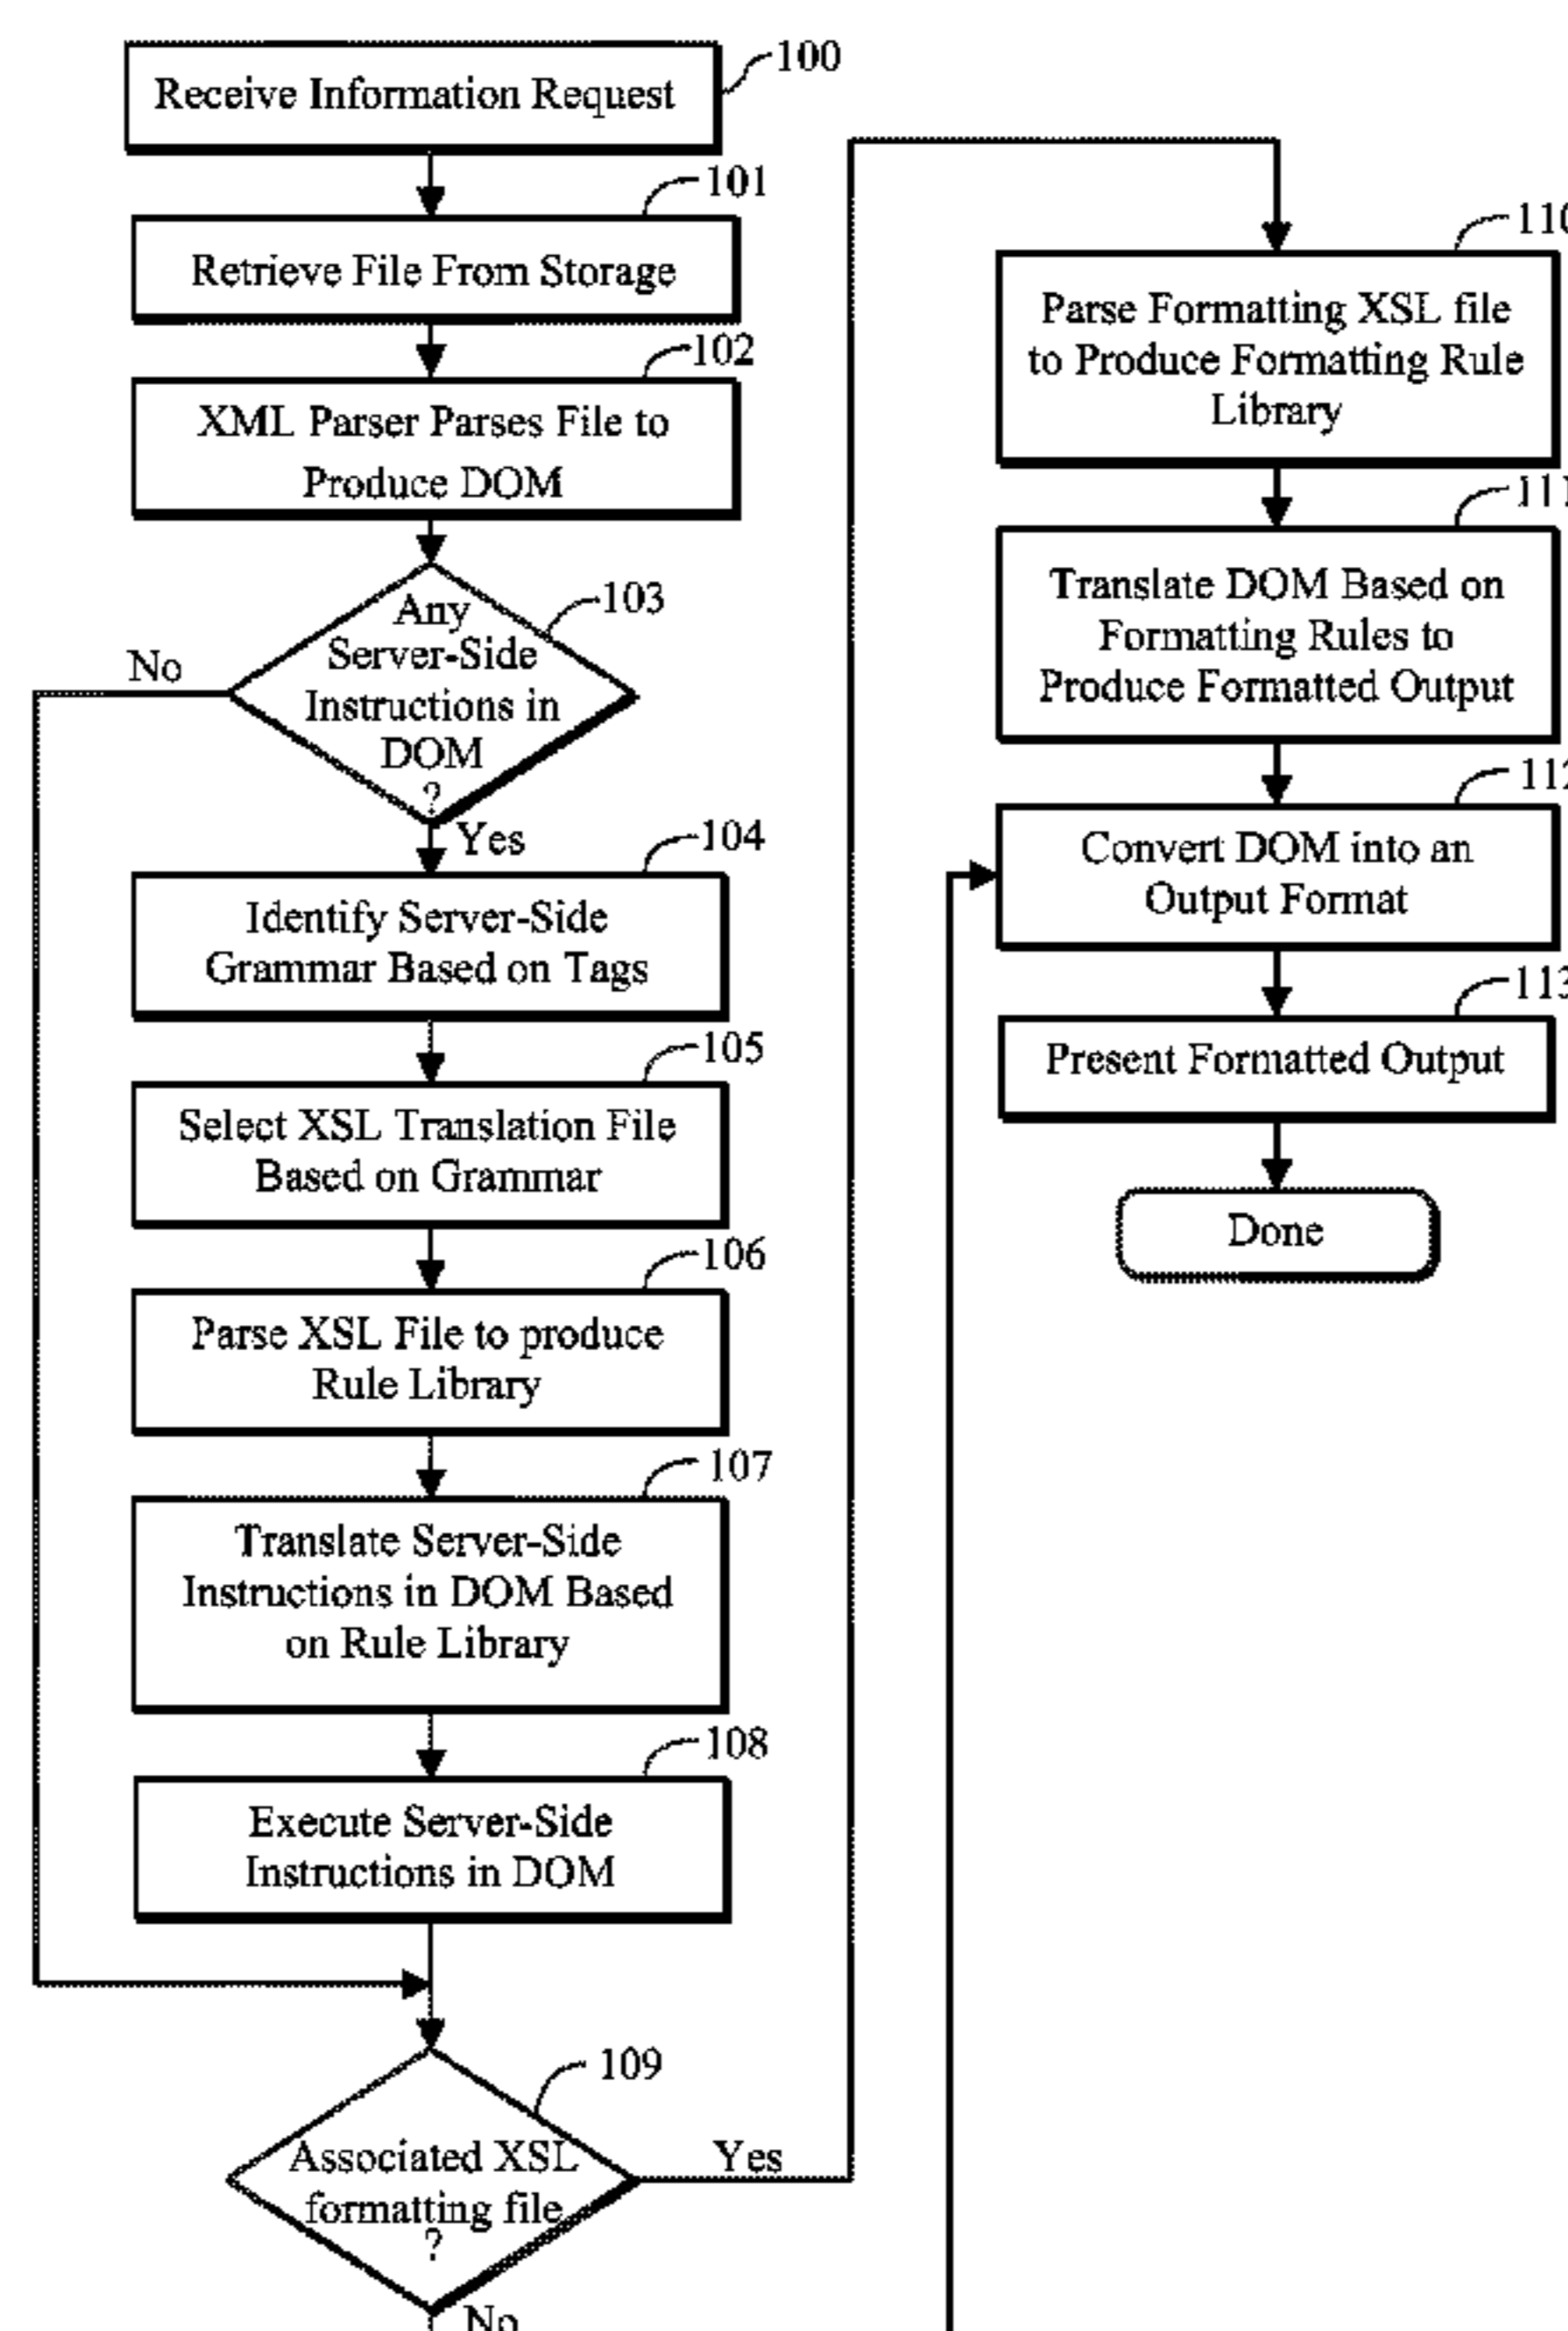 Receive Information Request
100
101
Retrieve File From Storage
102
XML Parser Parses File to
Produce DOM
103
Any
Server-Side
Instructions in
DOM
?
No
Yes
104
Identify Server-Side
Grammar Based on Tags
105
Select XSL Translation File
Based on Grammar
106
Parse XSL File to produce
Rule Library
107
Translate Server-Side
Instructions in DOM Based
on Rule Library
108
Execute Server-Side
Instructions in DOM
109
Associated XSL
formatting file
?
Yes
No
110
Parse Formatting XSL file
to Produce Formatting Rule
Library
111
Translate DOM Based on
Formatting Rules to
Produce Formatted Output
112
Convert DOM into an
Output Format
113
Present Formatted Output
Done